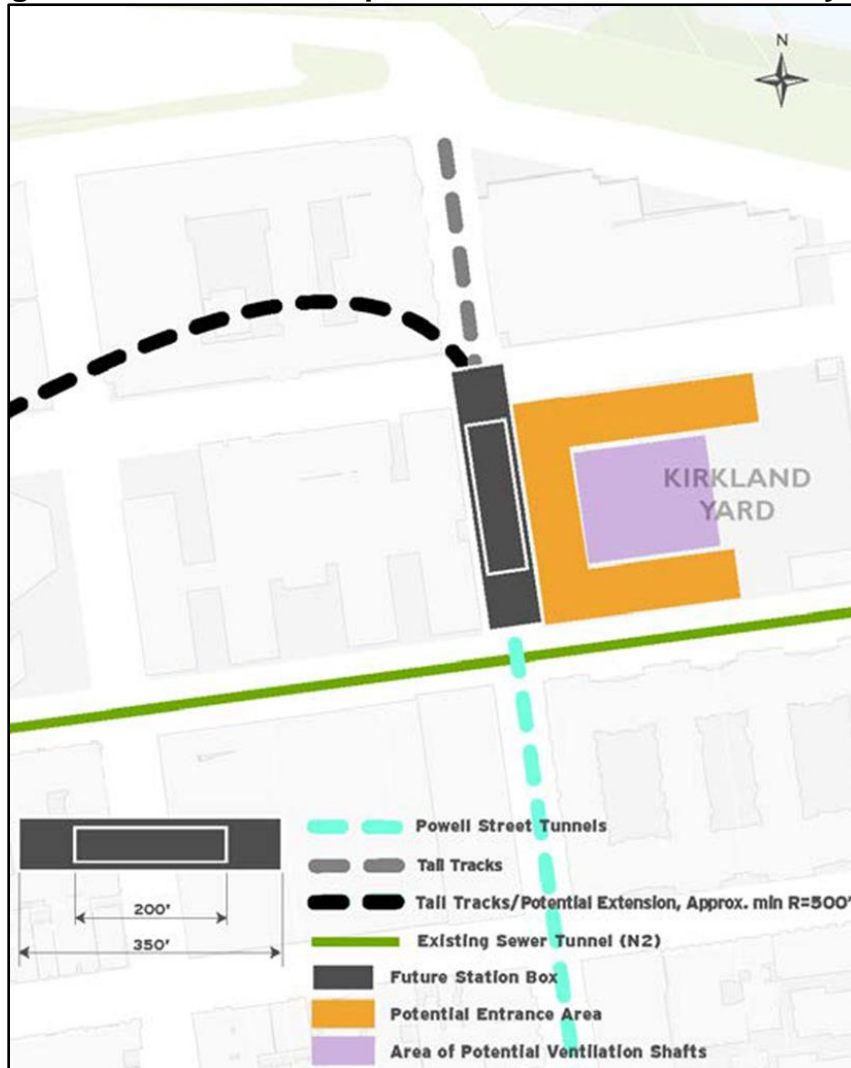 N
KIRKLAND
YARD
200'
350'
Powell Street Tunnels
Tail Tracks
Tail Tracks/Potential Extension, Approx. min R=500'
Existing Sewer Tunnel (N2)
Future Station Box
Potential Entrance Area
Area of Potential Ventilation Shafts